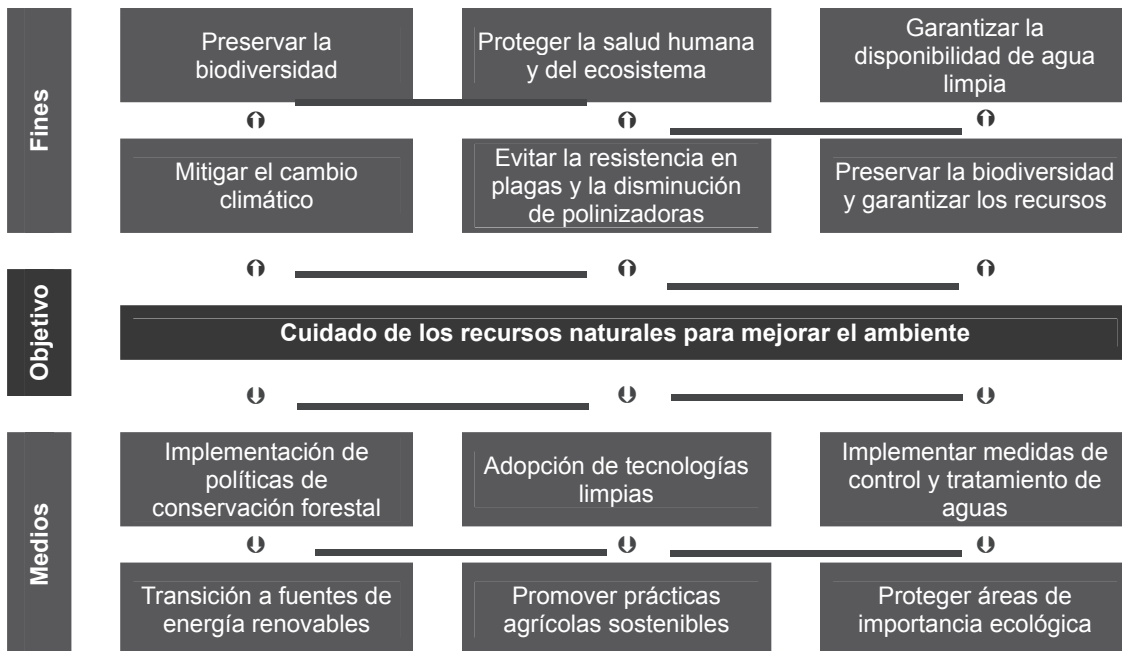 Fines
Preservar la
biodiversidad
Proteger la salud humana
y del ecosistema
Garantizar la
disponibilidad de agua
limpia
Mitigar el cambio
climático
Evitar la resistencia en
plagas y la disminución
de polinizadoras
Preservar la biodiversidad
y garantizar los recursos
Objetivo
Cuidado de los recursos naturales para mejorar el ambiente
Medios
Implementación de
políticas de
conservación forestal
Adopción de tecnologías
limpias
Implementar medidas de
control y tratamiento de
aguas
Transición a fuentes de
energía renovables
Promover prácticas
agrícolas sostenibles
Proteger áreas de
importancia ecológica